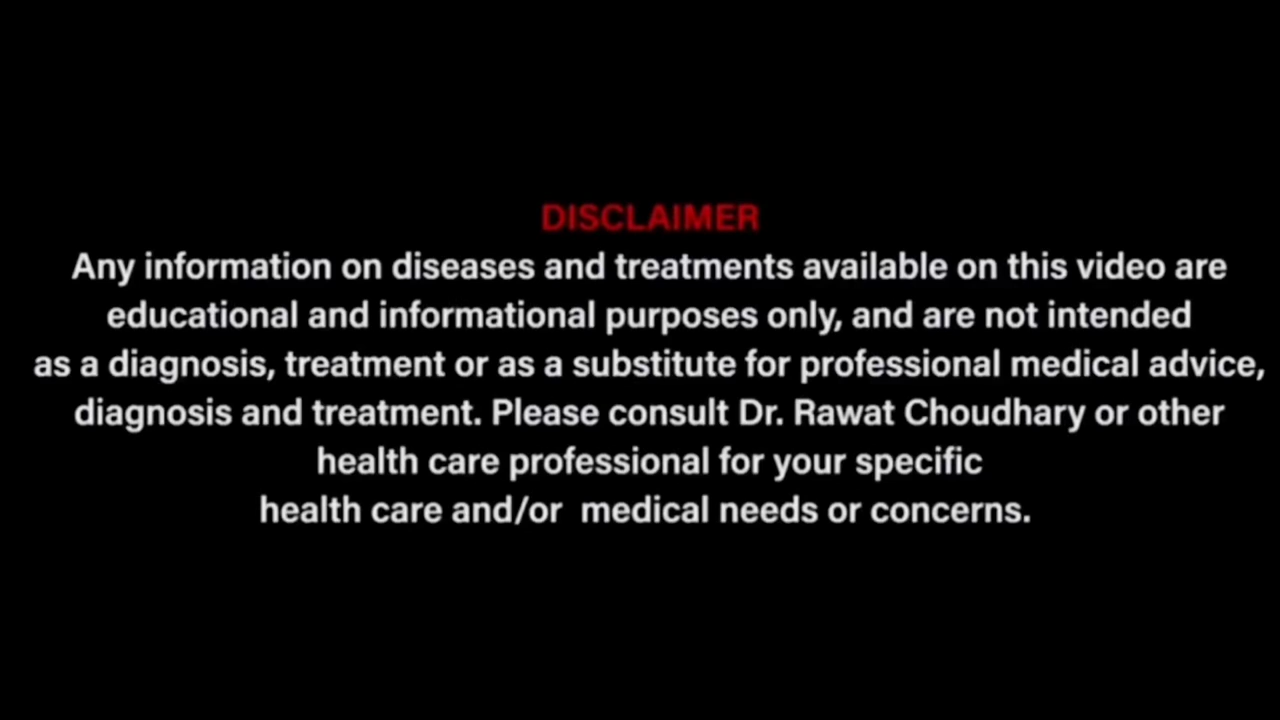 DISCLAIMER
Any information on diseases and treatments available on this video are
educational and informational purposes only, and are not intended
as a diagnosis, treatment or as a substitute for professional medical advice,
diagnosis and treatment. Please consult Dr. Rawat Choudhary or other
health care professional for your specific
health care and/or  medical needs or concerns.